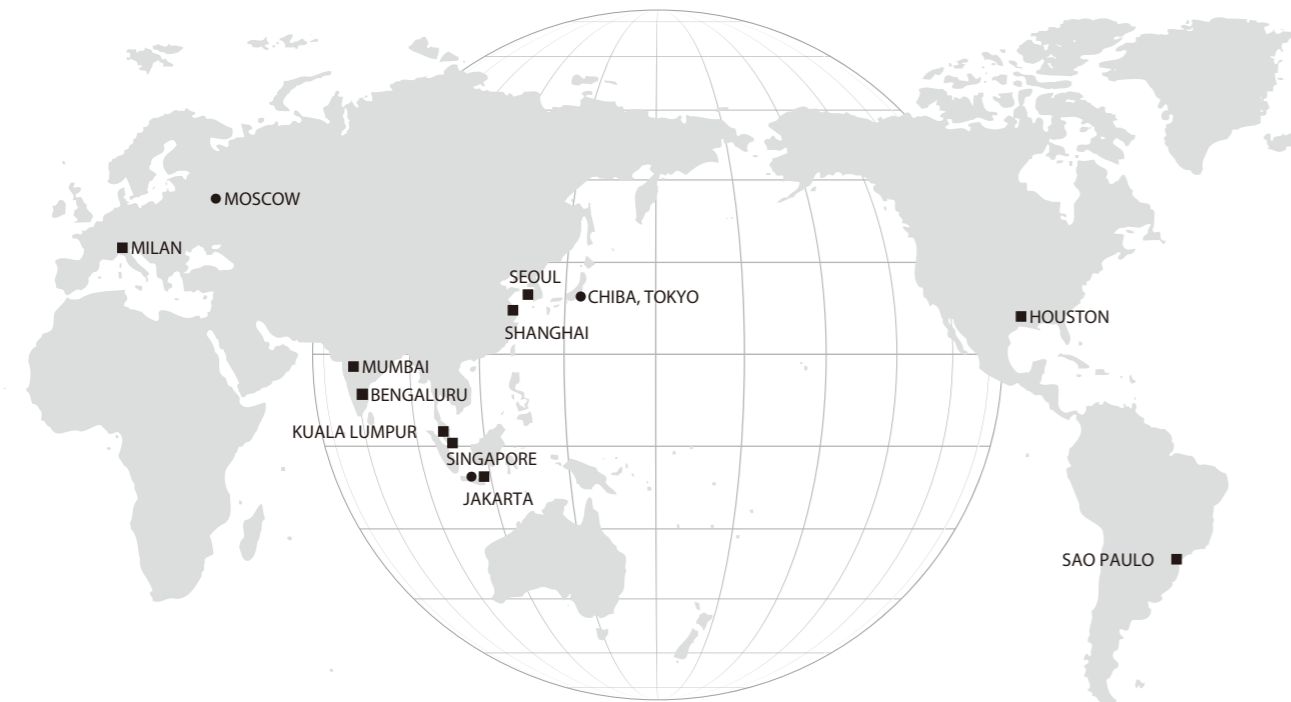 MOSCOW
MILAN
SEOUL
CHIBA, TOKYO
SHANGHAI
HOUSTON
MUMBAI
BENGALURU
KUALA LUMPUR
SINGAPORE
JAKARTA
SAO PAULO